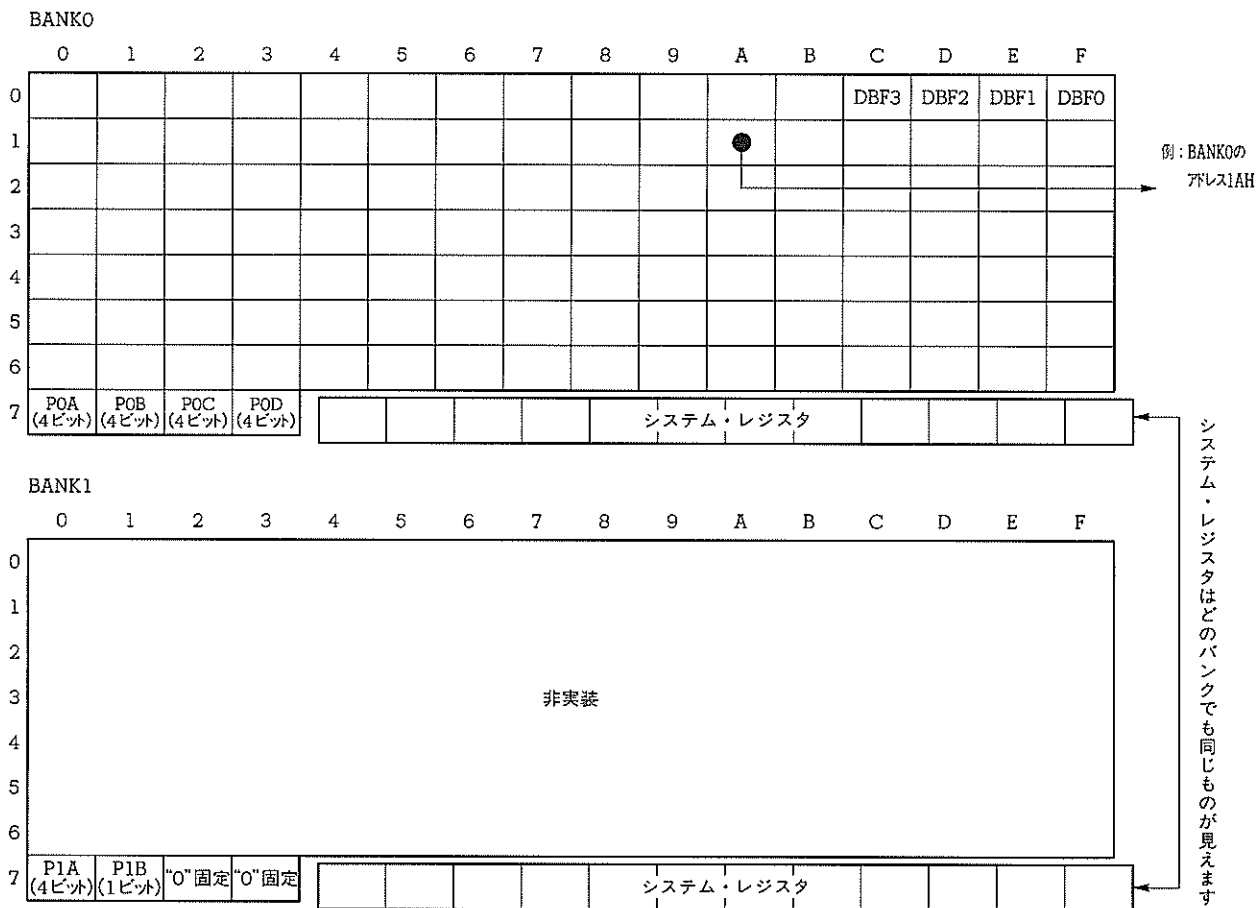 BANK0
0 1 2 3 4 5 6 7 8 9 A B C D E F
0 DBF3 DBF2 DBF1 DBF0
1
2
3
4
5
6
7 P0A P0B P0C P0D システム・レジスタ
(4ビット) (4ビット) (4ビット) (4ビット)
例：BANK0の
アドレス1AH
BANK1
0 1 2 3 4 5 6 7 8 9 A B C D E F
0
1
2
3 非実装
4
5
6
7 P1A P1B "0"固定 "0"固定 システム・レジスタ
(4ビット) (1ビット)
システム・レジスタはどのバンクでも同じものが見えます